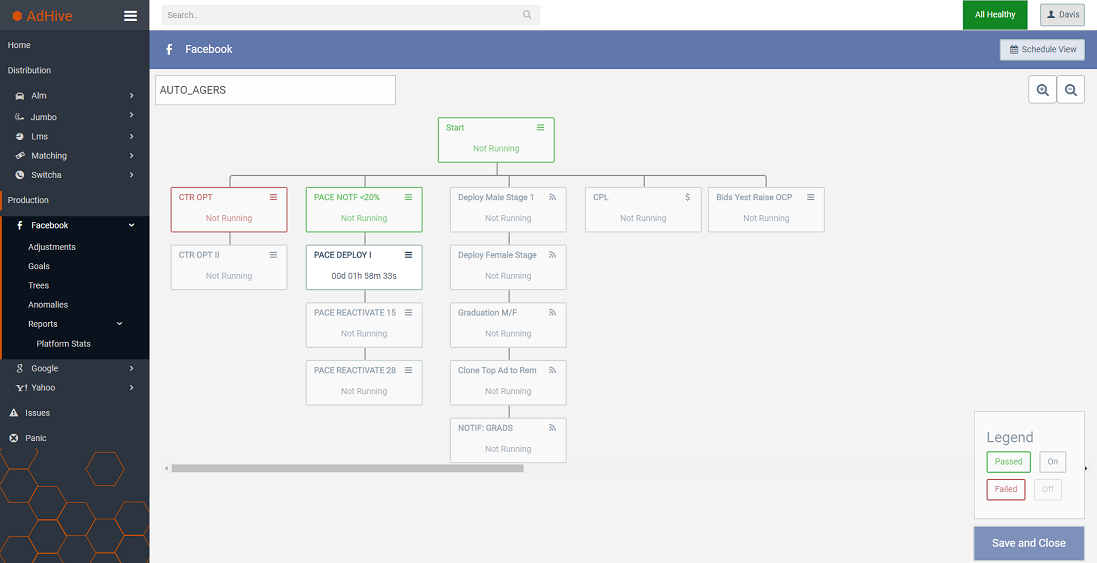 AdHive
Search..
All Healthy
Davis
Home
Distribution
Alm
Jumbo
Lms
Matching
Switcha
Production
Facebook
Adjustments
Goals
Trees
Anomalies
Reports
Platform Stats
Google
Yahoo
Issues
Panic
Facebook
Schedule View
AUTO_AGERS
Start
Not Running
CTR OPT
Not Running
CTR OPT II
Not Running
PACE NOTF <20%
Not Running
PACE DEPLOY I
00d 01h 58m 33s
PACE REACTIVATE 15
Not Running
PACE REACTIVATE 28
Not Running
Deploy Male Stage 1
Not Running
Deploy Female Stage
Not Running
Graduation M/F
Not Running
Clone Top Ad to Rem
Not Running
NOTIF: GRADS
Not Running
CPL
Not Running
Bids Yest Raise OCP
Not Running
Legend
Passed
On
Failed
Off
Save and Close